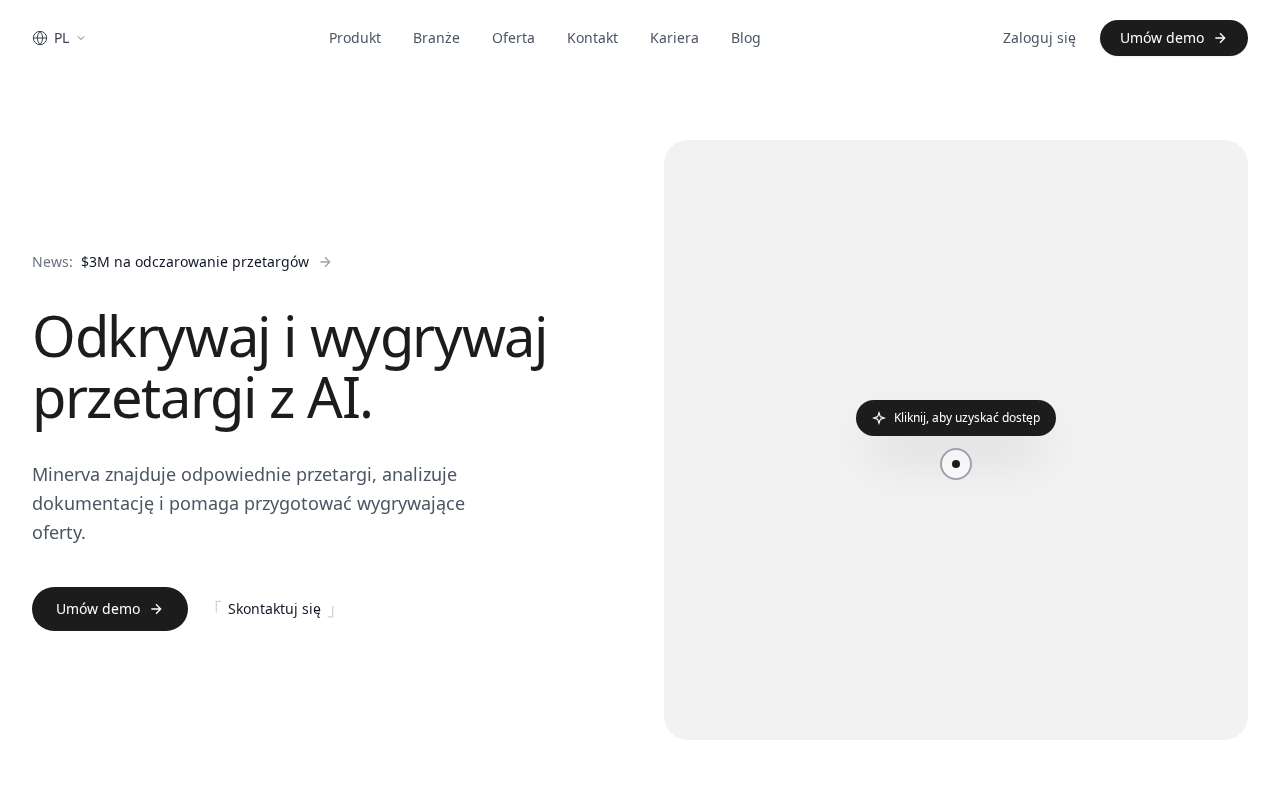 PL
Produkt
Branże
Oferta
Kontakt
Kariera
Blog
Zaloguj się
Umów demo
News: $3M na odczarowanie przetargów
Odkrywaj i wygrywaj
przetargi z AI.
Minerva znajduje odpowiednie przetargi, analizuje
dokumentację i pomaga przygotować wygrywające
oferty.
Umów demo
「 Skontaktuj się 」
Kliknij, aby uzyskać dostęp